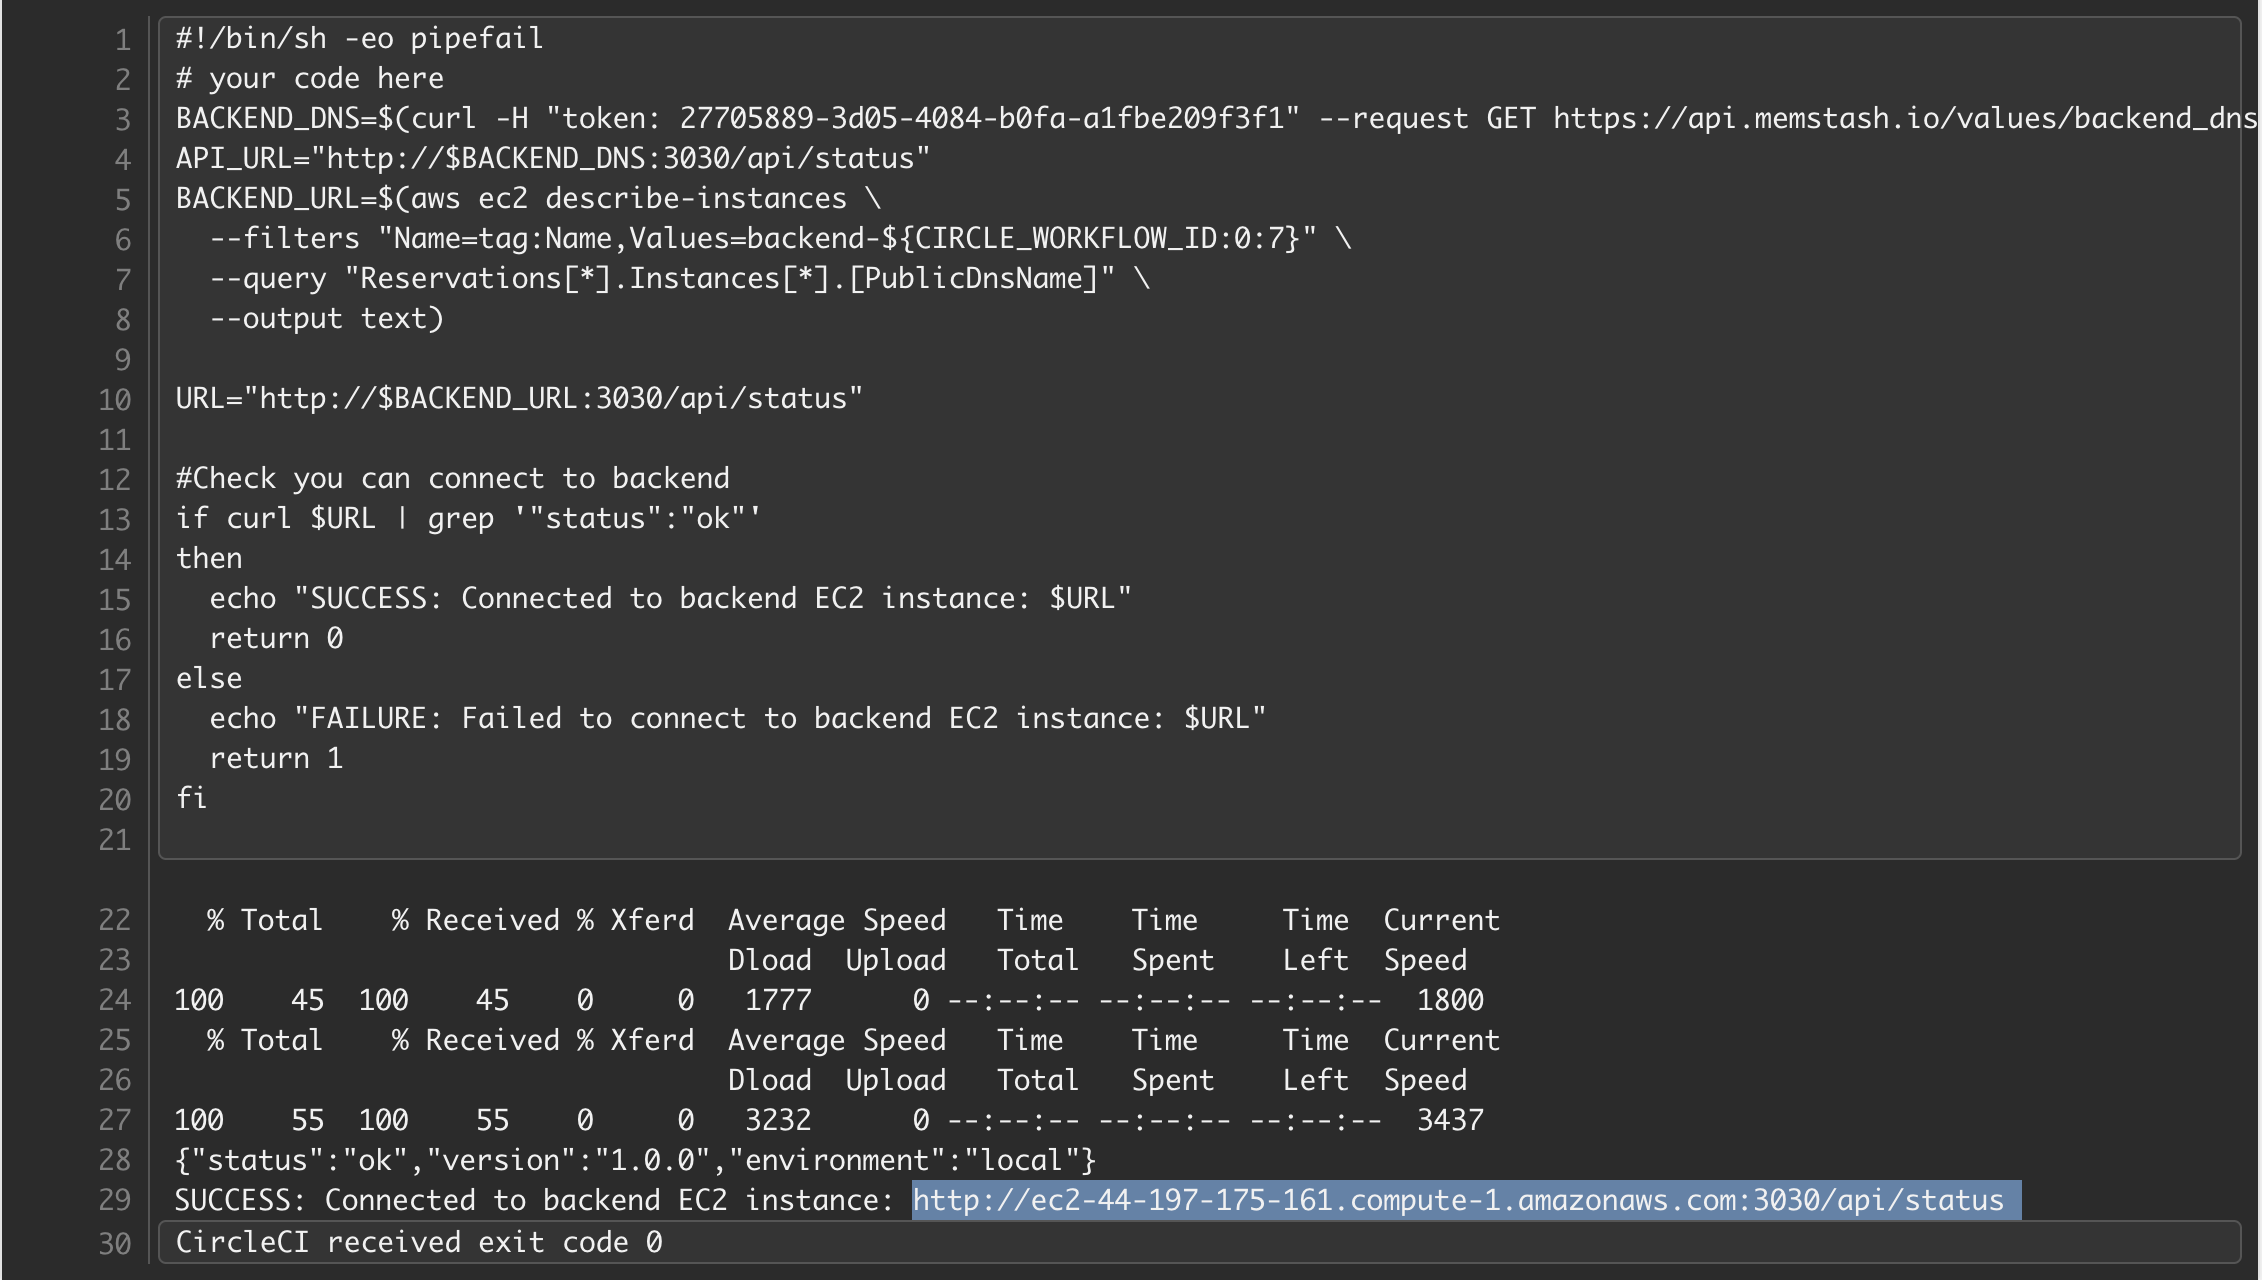 1 #!/bin/sh -eo pipefail
2 # your code here
3 BACKEND_DNS=$(curl -H "token: 27705889-3d05-4084-b0fa-a1fbe209f3f1" --request GET https://api.memstash.io/values/backend_dns
4 API_URL="http://$BACKEND_DNS:3030/api/status"
5 BACKEND_URL=$(aws ec2 describe-instances \
6   --filters "Name=tag:Name,Values=backend-${CIRCLE_WORKFLOW_ID:0:7}" \
7   --query "Reservations[*].Instances[*].[PublicDnsName]" \
8   --output text)
9
10 URL="http://$BACKEND_URL:3030/api/status"
11
12 #Check you can connect to backend
13 if curl $URL | grep '"status":"ok"'
14 then
15   echo "SUCCESS: Connected to backend EC2 instance: $URL"
16   return 0
17 else
18   echo "FAILURE: Failed to connect to backend EC2 instance: $URL"
19   return 1
20 fi
21
22   % Total    % Received % Xferd  Average Speed   Time    Time     Time  Current
23                                  Dload  Upload   Total   Spent    Left  Speed
24 100    45  100    45    0     0   1777      0 --:--:-- --:--:-- --:--:--  1800
25   % Total    % Received % Xferd  Average Speed   Time    Time     Time  Current
26                                  Dload  Upload   Total   Spent    Left  Speed
27 100    55  100    55    0     0   3232      0 --:--:-- --:--:-- --:--:--  3437
28 {"status":"ok","version":"1.0.0","environment":"local"}
29 SUCCESS: Connected to backend EC2 instance: http://ec2-44-197-175-161.compute-1.amazonaws.com:3030/api/status
30 CircleCI received exit code 0